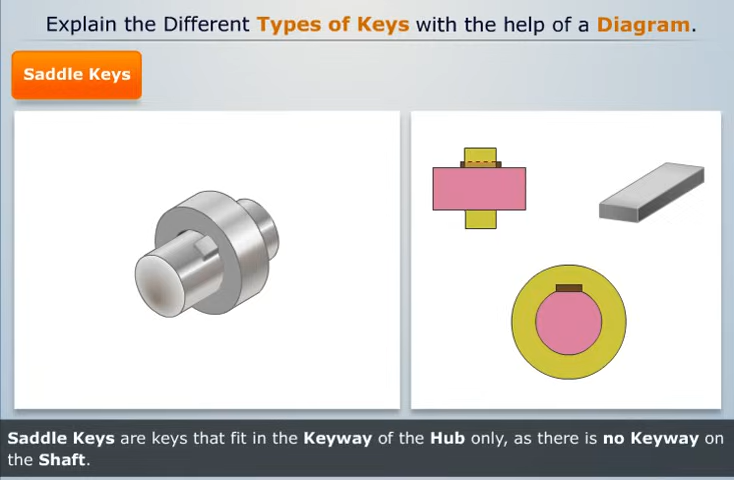 Explain the Different Types of Keys with the help of a Diagram.
Saddle Keys
Saddle Keys are keys that fit in the Keyway of the Hub only, as there is no Keyway on
the Shaft.